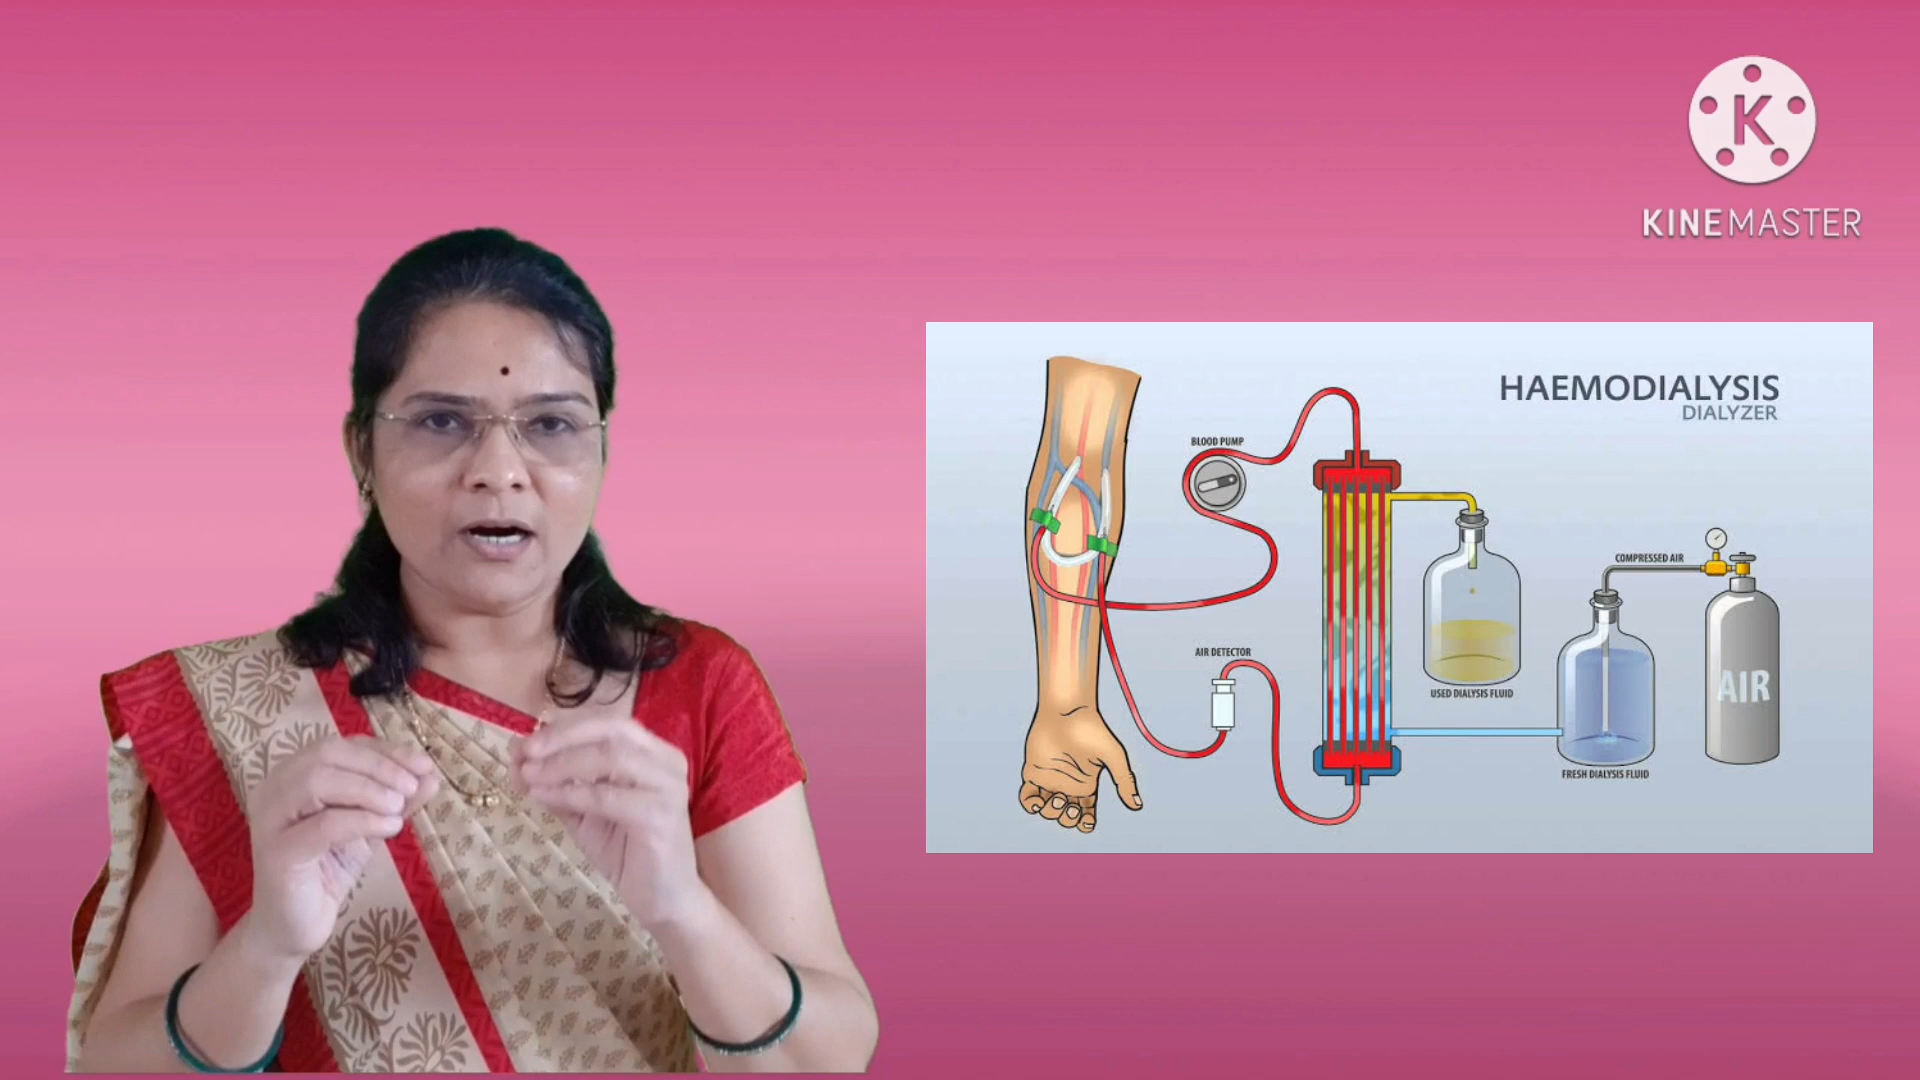 K
KINEMASTER
HAEMODIALYSIS
DIALYZER
BLOOD PUMP
COMPRESSED AIR
AIR DETECTOR
AIR
USED DIALYSIS FLUID
FRESH DIALYSIS FLUID